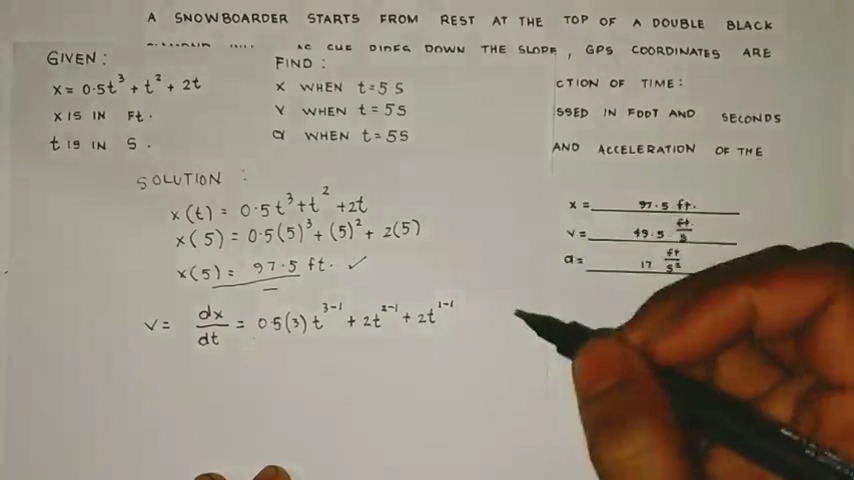 A SNOWBOARDER STARTS FROM REST AT THE TOP OF A DOUBLE BLACK
DOWN THE SLOPE, GPS COORDINATES ARE
CTION OF TIME:
SSED IN FOOT AND SECONDS
AND ACCELERATION OF THE
GIVEN:
x = 0.5t³ + t² + 2t
x IS IN Ft.
t IS IN S.
FIND:
x WHEN t = 5 S
v WHEN t = 5S
a WHEN t = 5S
SOLUTION :
x(t) = 0.5t³ + t² + 2t
x(5) = 0.5(5)³ + (5)² + 2(5)
x(5) = 97.5 ft. ✓
v = dx/dt = 0.5(3)t³⁻¹ + 2t²⁻¹ + 2t¹⁻¹
x = 97.5 ft.
v = 49.5 ft/s
a = 17 ft/s²